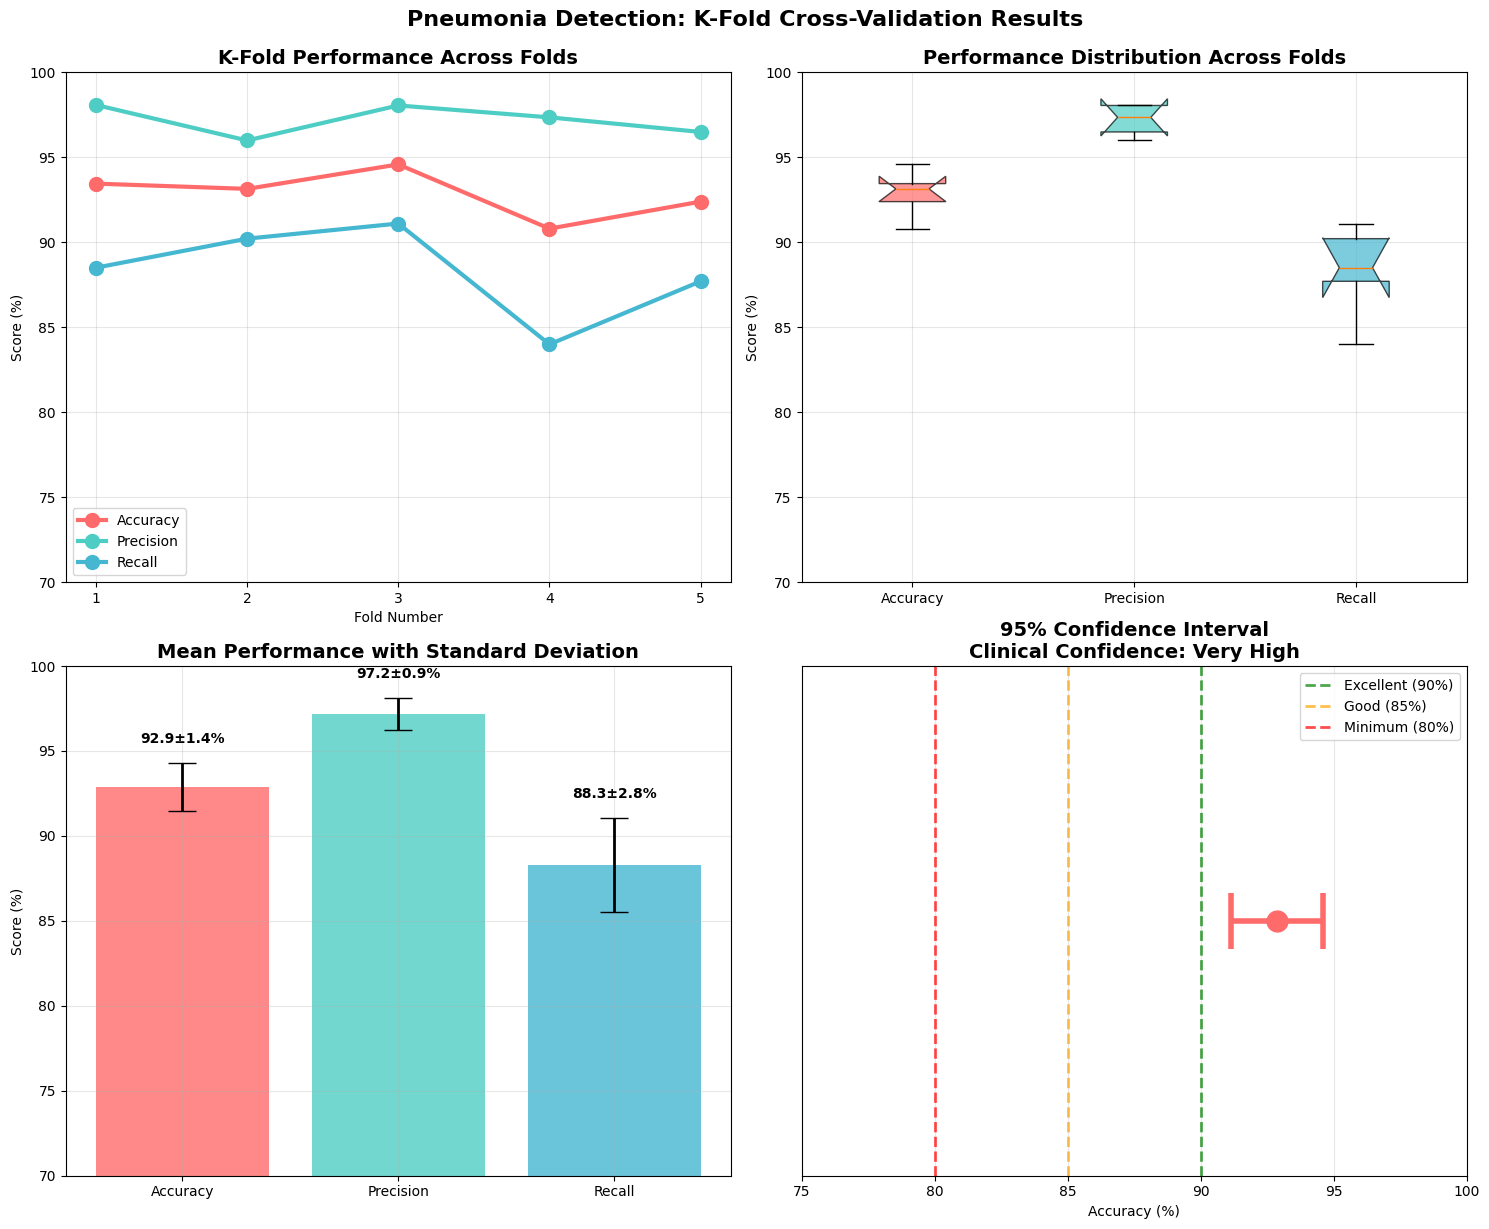 Pneumonia Detection: K-Fold Cross-Validation Results
K-Fold Performance Across Folds
100
95
90
85
80
75
70
Score (%)
1 2 3 4 5
Fold Number
Accuracy
Precision
Recall
Performance Distribution Across Folds
100
95
90
85
80
75
70
Score (%)
Accuracy Precision Recall
Mean Performance with Standard Deviation
100
95
90
85
80
75
70
Score (%)
92.9±1.4%
97.2±0.9%
88.3±2.8%
Accuracy Precision Recall
95% Confidence Interval
Clinical Confidence: Very High
Excellent (90%)
Good (85%)
Minimum (80%)
75 80 85 90 95 100
Accuracy (%)